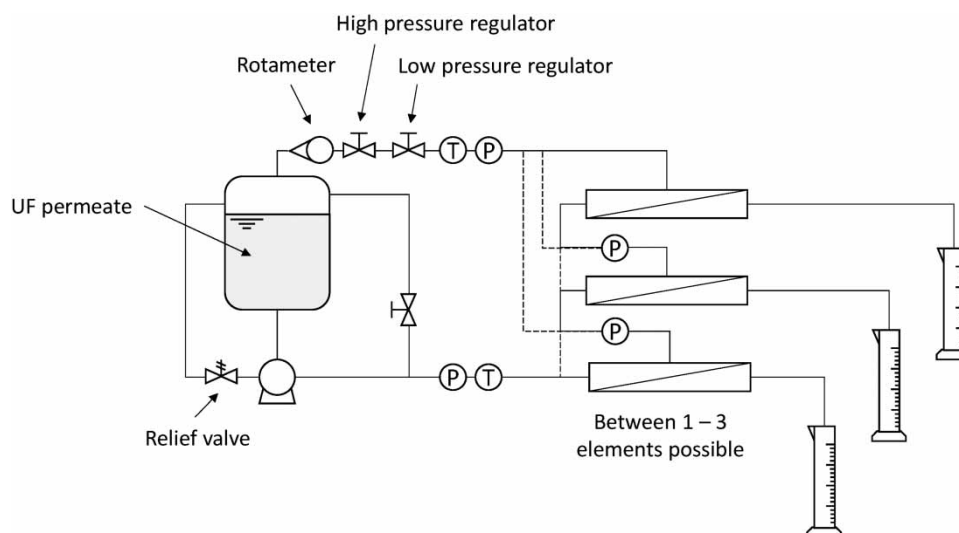 High pressure regulator
Rotameter
Low pressure regulator
T
P
UF permeate
P
P
P
T
Relief valve
Between 1 – 3
elements possible